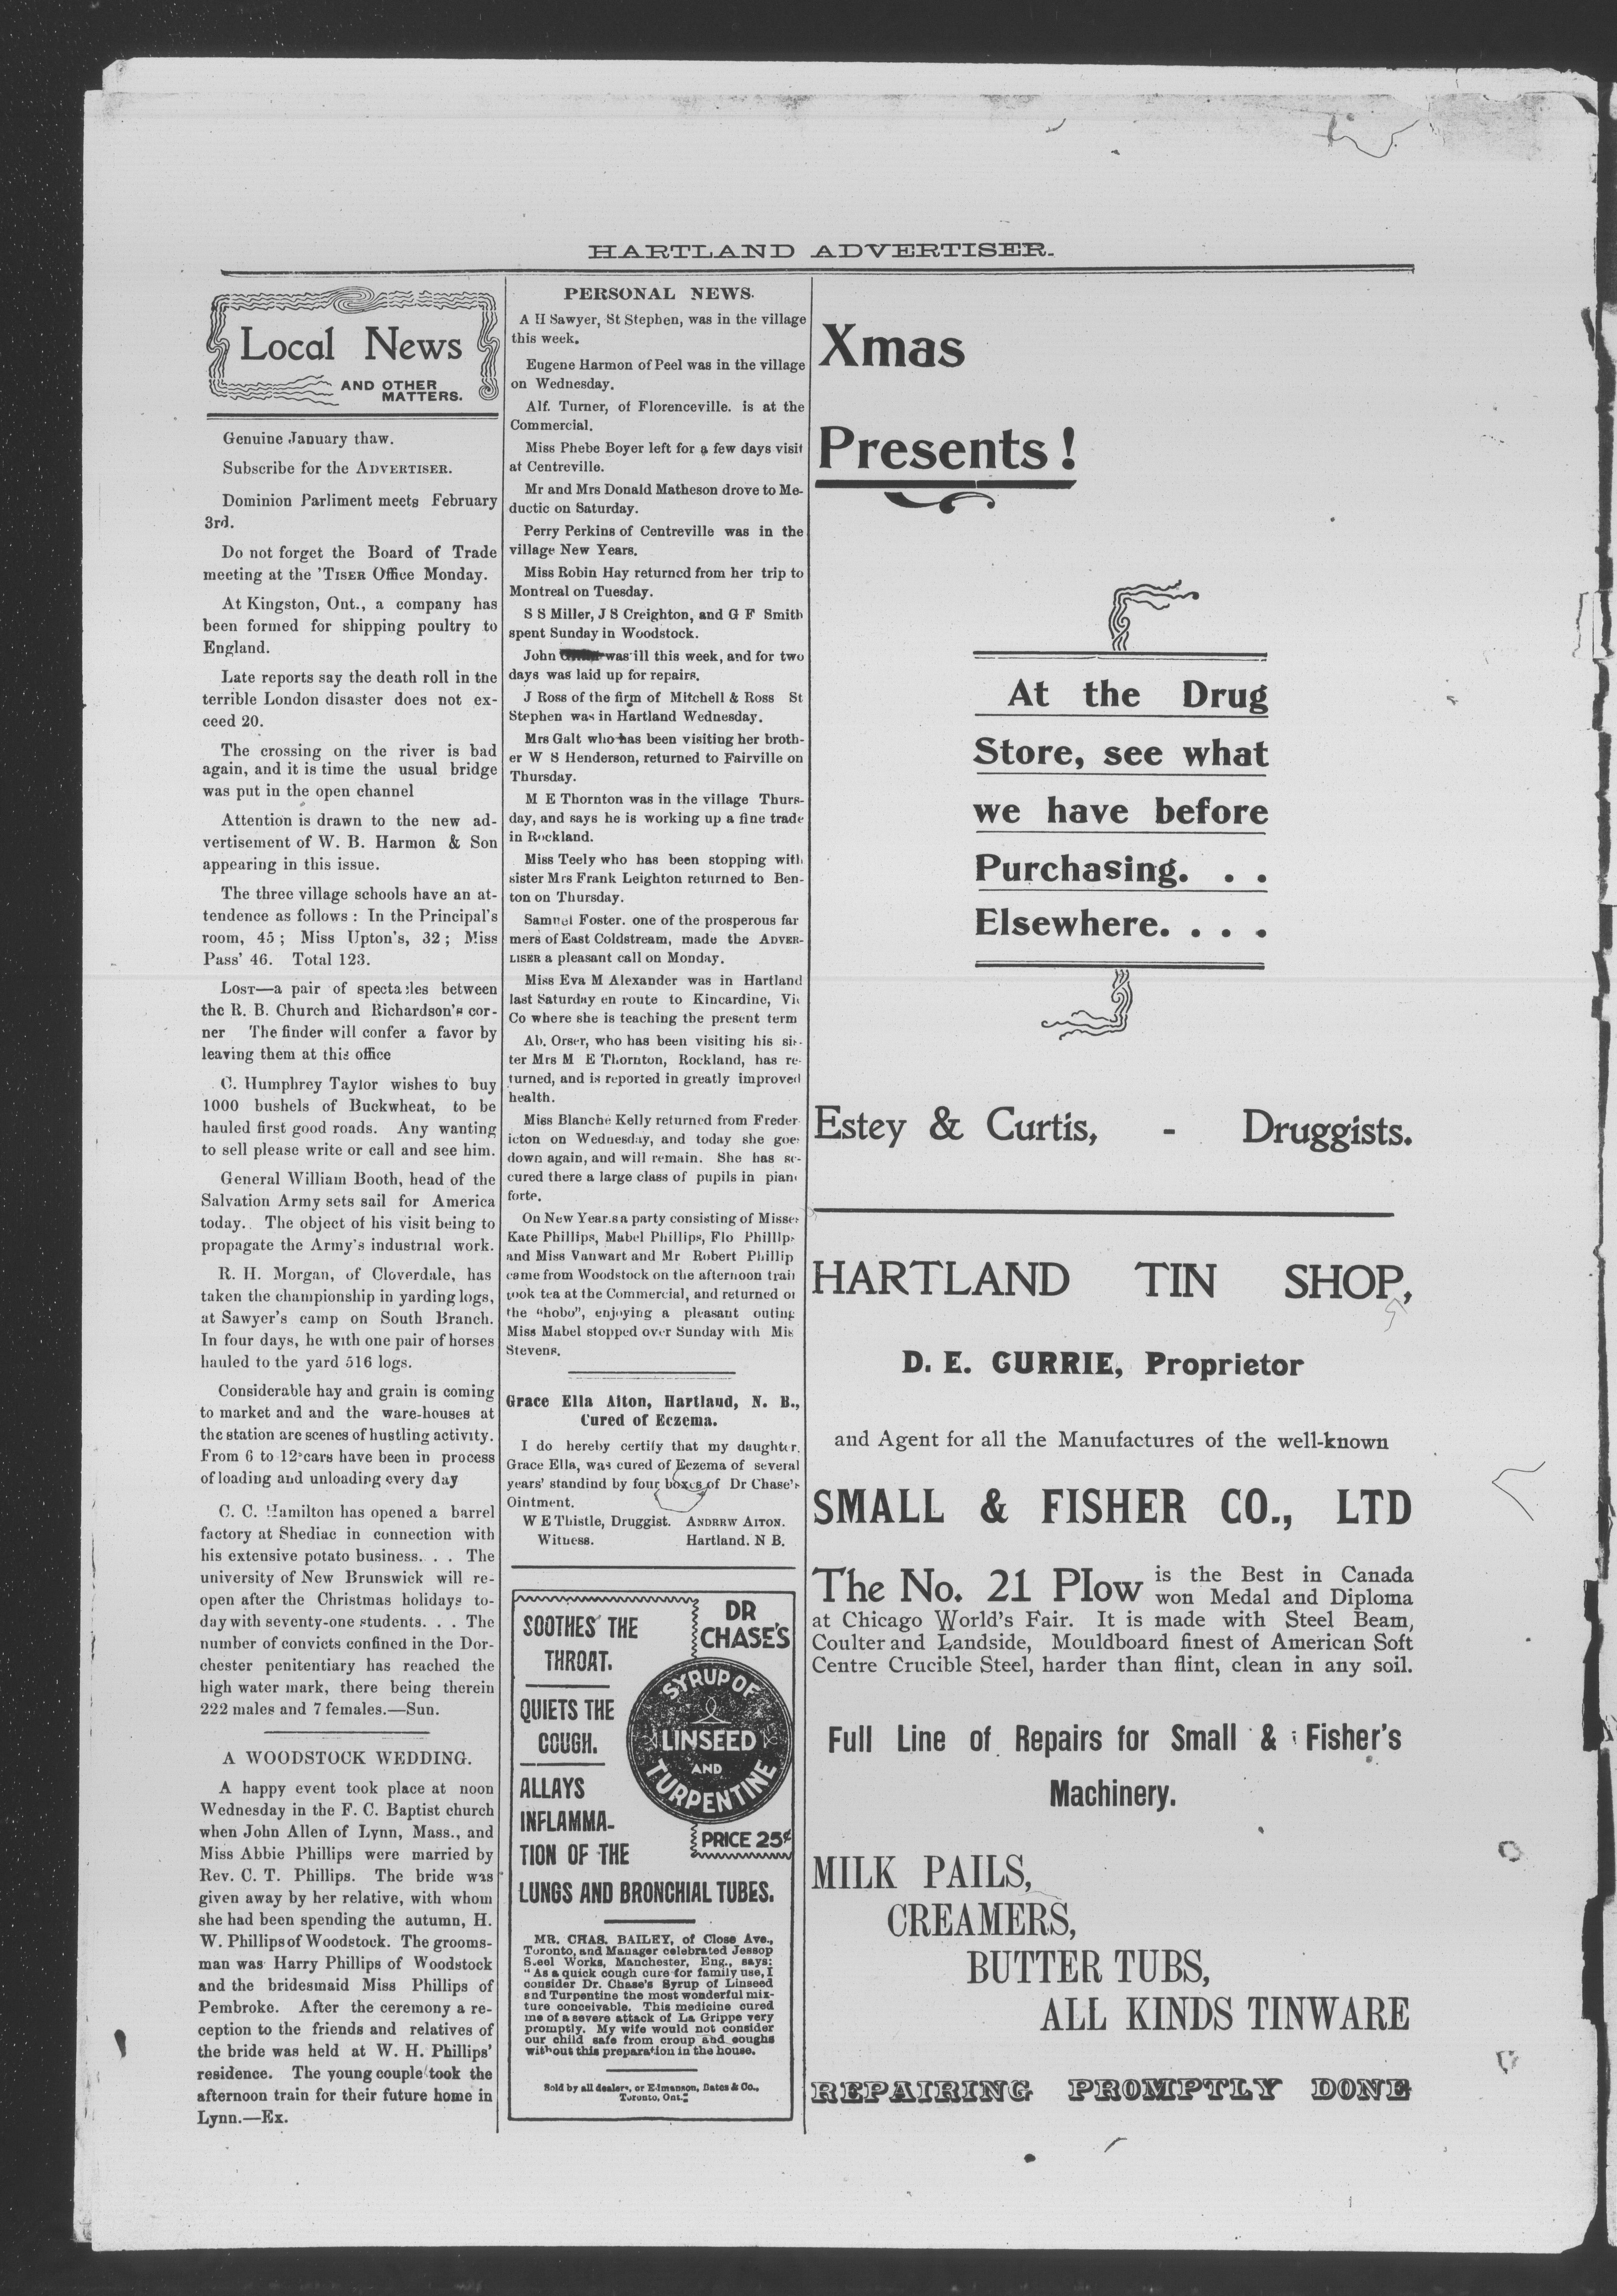 HARTLAND ADVERTISER.
Local News
AND OTHER
MATTERS.
Genuine January thaw.
Subscribe for the ADVERTISER.
Dominion Parliment meets February
3rd.
Do not forget the Board of Trade
meeting at the 'TISER Office Monday.
At Kingston, Ont., a company has
been formed for shipping poultry to
England.
Late reports say the death roll in the
terrible London disaster does not ex-
ceed 20.
The crossing on the river is bad
again, and it is time the usual bridge
was put in the open channel
Attention is drawn to the new ad-
vertisement of W. B. Harmon & Son
appearing in this issue.
The three village schools have an at-
tendence as follows : In the Principal's
room, 45 ; Miss Upton's, 32 ; Miss
Pass' 46. Total 123.
LOST—a pair of spectacles between
the R. B. Church and Richardson's cor-
ner The finder will confer a favor by
leaving them at this office
C. Humphrey Taylor wishes to buy
1000 bushels of Buckwheat, to be
hauled first good roads. Any wanting
to sell please write or call and see him.
General William Booth, head of the
Salvation Army sets sail for America
today.. The object of his visit being to
propagate the Army's industrial work.
R. H. Morgan, of Cloverdale, has
taken the championship in yarding logs,
at Sawyer's camp on South Branch.
In four days, he with one pair of horses
hauled to the yard 516 logs.
Considerable hay and grain is coming
to market and and the ware-houses at
the station are scenes of hustling activity.
From 6 to 12 cars have been in process
of loading and unloading every day
C. C. Hamilton has opened a barrel
factory at Shediac in connection with
his extensive potato business. . . The
university of New Brunswick will re-
open after the Christmas holidays to-
day with seventy-one students. . . The
number of convicts confined in the Dor-
chester penitentiary has reached the
high water mark, there being therein
222 males and 7 females.—Sun.
A WOODSTOCK WEDDING.
A happy event took place at noon
Wednesday in the F. C. Baptist church
when John Allen of Lynn, Mass., and
Miss Abbie Phillips were married by
Rev. C. T. Phillips. The bride was
given away by her relative, with whom
she had been spending the autumn, H.
W. Phillips of Woodstock. The grooms-
man was Harry Phillips of Woodstock
and the bridesmaid Miss Phillips of
Pembroke. After the ceremony a re-
ception to the friends and relatives of
the bride was held at W. H. Phillips'
residence. The young couple took the
afternoon train for their future home in
Lynn.—Ex.
PERSONAL NEWS.
A H Sawyer, St Stephen, was in the village
this week.
Eugene Harmon of Peel was in the village
on Wednesday.
Alf. Turner, of Florenceville. is at the
Commercial.
Miss Phebe Boyer left for a few days visit
at Centreville.
Mr and Mrs Donald Matheson drove to Me-
ductic on Saturday.
Perry Perkins of Centreville was in the
village New Years.
Miss Robin Hay returned from her trip to
Montreal on Tuesday.
S S Miller, J S Creighton, and G F Smith
spent Sunday in Woodstock.
John was ill this week, and for two
days was laid up for repairs.
J Ross of the firm of Mitchell & Ross St
Stephen was in Hartland Wednesday.
Mrs Galt who has been visiting her broth-
er W S Henderson, returned to Fairville on
Thursday.
M E Thornton was in the village Thurs-
day, and says he is working up a fine trade
in Rockland.
Miss Teely who has been stopping with
sister Mrs Frank Leighton returned to Ben-
ton on Thursday.
Samuel Foster. one of the prosperous far
mers of East Coldstream, made the ADVER-
LISER a pleasant call on Monday.
Miss Eva M Alexander was in Hartland
last Saturday en route to Kincardine, Vic
Co where she is teaching the present term
Ab. Orser, who has been visiting his sis-
ter Mrs M E Thornton, Rockland, has re-
turned, and is reported in greatly improved
health.
Miss Blanche Kelly returned from Freder-
icton on Wednesday, and today she goes
down again, and will remain. She has se-
cured there a large class of pupils in piano
forte.
On New Year.s a party consisting of Misses
Kate Phillips, Mabel Phillips, Flo Phillips
and Miss Vanwart and Mr Robert Phillip
came from Woodstock on the afternoon train
took tea at the Commercial, and returned on
the "hobo", enjoying a pleasant outing
Miss Mabel stopped over Sunday with Mis
Stevens.
Grace Ella Aiton, Hartland, N. B.,
Cured of Eczema.
I do hereby certify that my daughter,
Grace Ella, was cured of Eczema of several
years' standind by four boxes of Dr Chase's
Ointment.
W E Thistle, Druggist. ANDRRW AITON.
Witness. Hartland. N B.
SOOTHES THE
THROAT.
QUIETS THE
COUGH.
ALLAYS
INFLAMMA-
TION OF THE
LUNGS AND BRONCHIAL TUBES.
DR
CHASE'S
SYRUP OF
LINSEED
AND
TURPENTINE
PRICE 25¢
MR. CHAS. BAILEY, of Close Ave.,
Toronto, and Manager celebrated Jessop
Steel Works, Manchester, Eng., says:
"As a quick cough cure for family use, I
consider Dr. Chase's Syrup of Linseed
and Turpentine the most wonderful mix-
ture conceivable. This medicine cured
me of a severe attack of La Grippe very
promptly. My wife would not consider
our child safe from croup and coughs
without this preparation in the house.
Sold by all dealers, or Edmanson, Bates & Co.,
Toronto, Ont.
Xmas
Presents !
At the Drug
Store, see what
we have before
Purchasing. . .
Elsewhere. . . .
Estey & Curtis, - Druggists.
HARTLAND TIN SHOP,
D. E. GURRIE, Proprietor
and Agent for all the Manufactures of the well-known
SMALL & FISHER CO., LTD
The No. 21 Plow is the Best in Canada
won Medal and Diploma
at Chicago World's Fair. It is made with Steel Beam,
Coulter and Landside, Mouldboard finest of American Soft
Centre Crucible Steel, harder than flint, clean in any soil.
Full Line of Repairs for Small & Fisher's
Machinery.
MILK PAILS,
CREAMERS,
BUTTER TUBS,
ALL KINDS TINWARE
REPAIRING PROMPTLY DONE